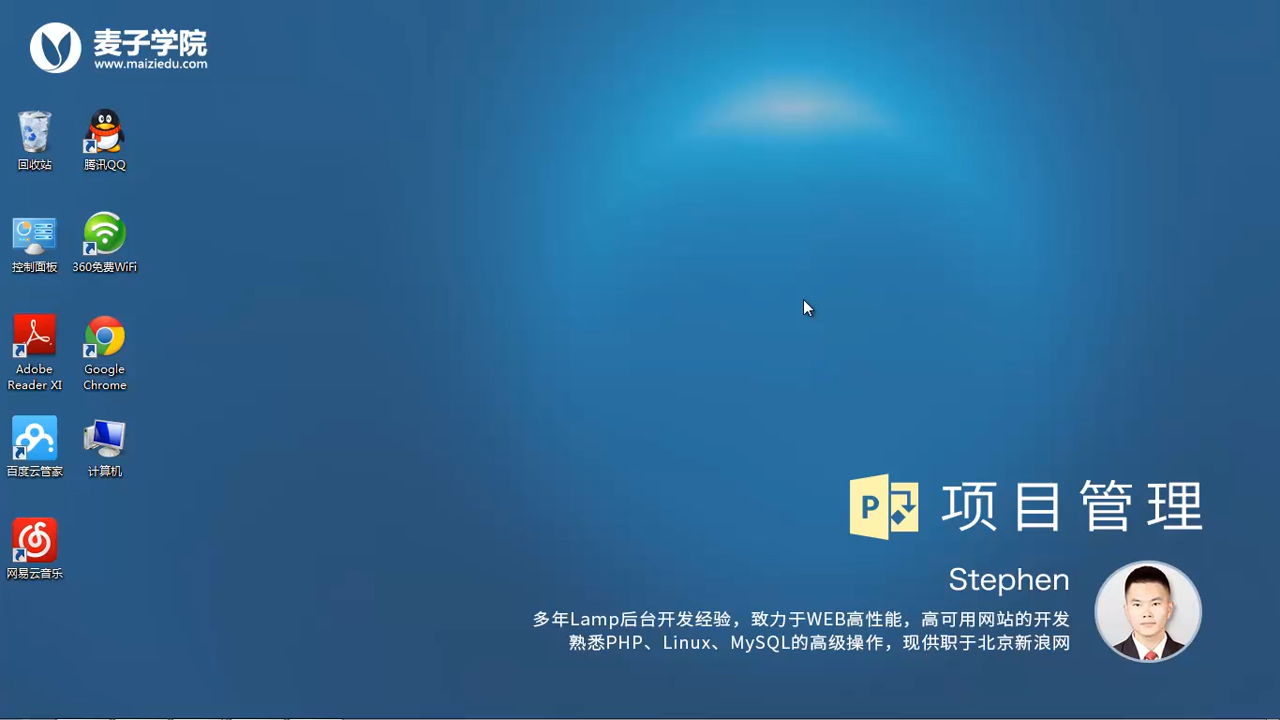 麦子学院
www.maiziedu.com
回收站
腾讯QQ
控制面板
360免费WiFi
Adobe
Reader XI
Google
Chrome
百度云管家
计算机
网易云音乐
P
项目管理
Stephen
多年Lamp后台开发经验，致力于WEB高性能，高可用网站的开发
熟悉PHP、Linux、MySQL的高级操作，现供职于北京新浪网